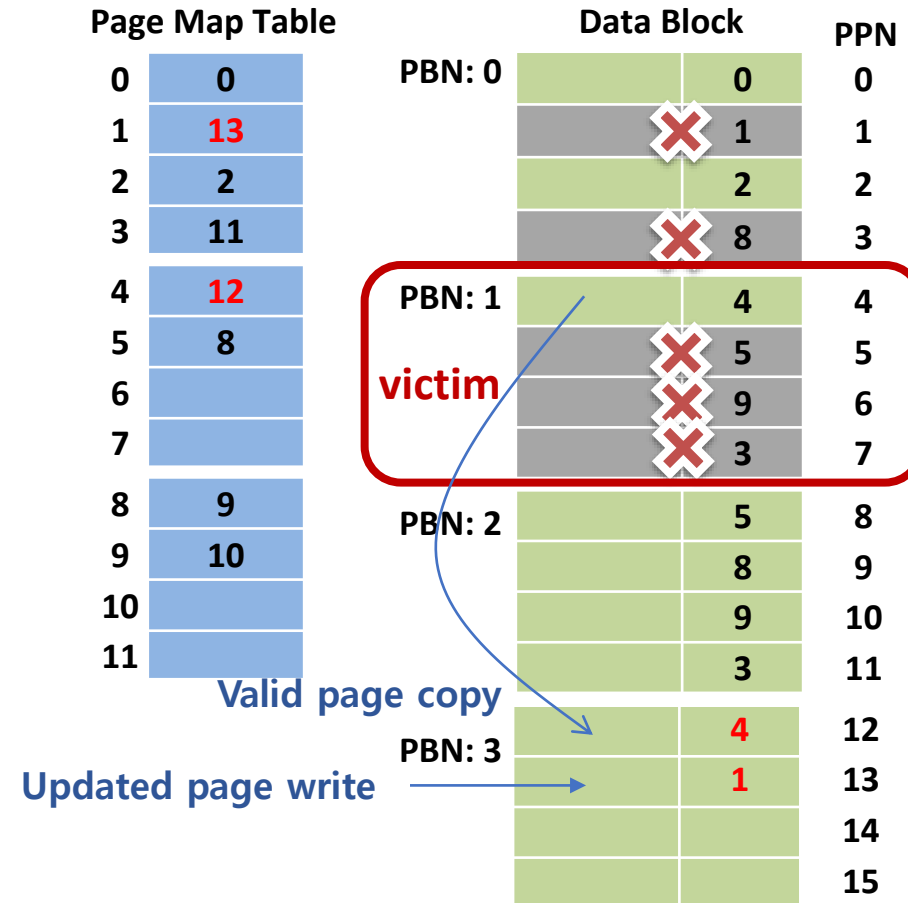 Page Map Table
0 0
1 13
2 2
3 11
4 12
5 8
6
7
8 9
9 10
10
11
Data Block PPN
PBN: 0 0 0
1 1
2 2
8 3
PBN: 1 4 4
victim
5 5
9 6
3 7
PBN: 2 5 8
8 9
9 10
3 11
Valid page copy
PBN: 3 4 12
Updated page write
1 13
14
15